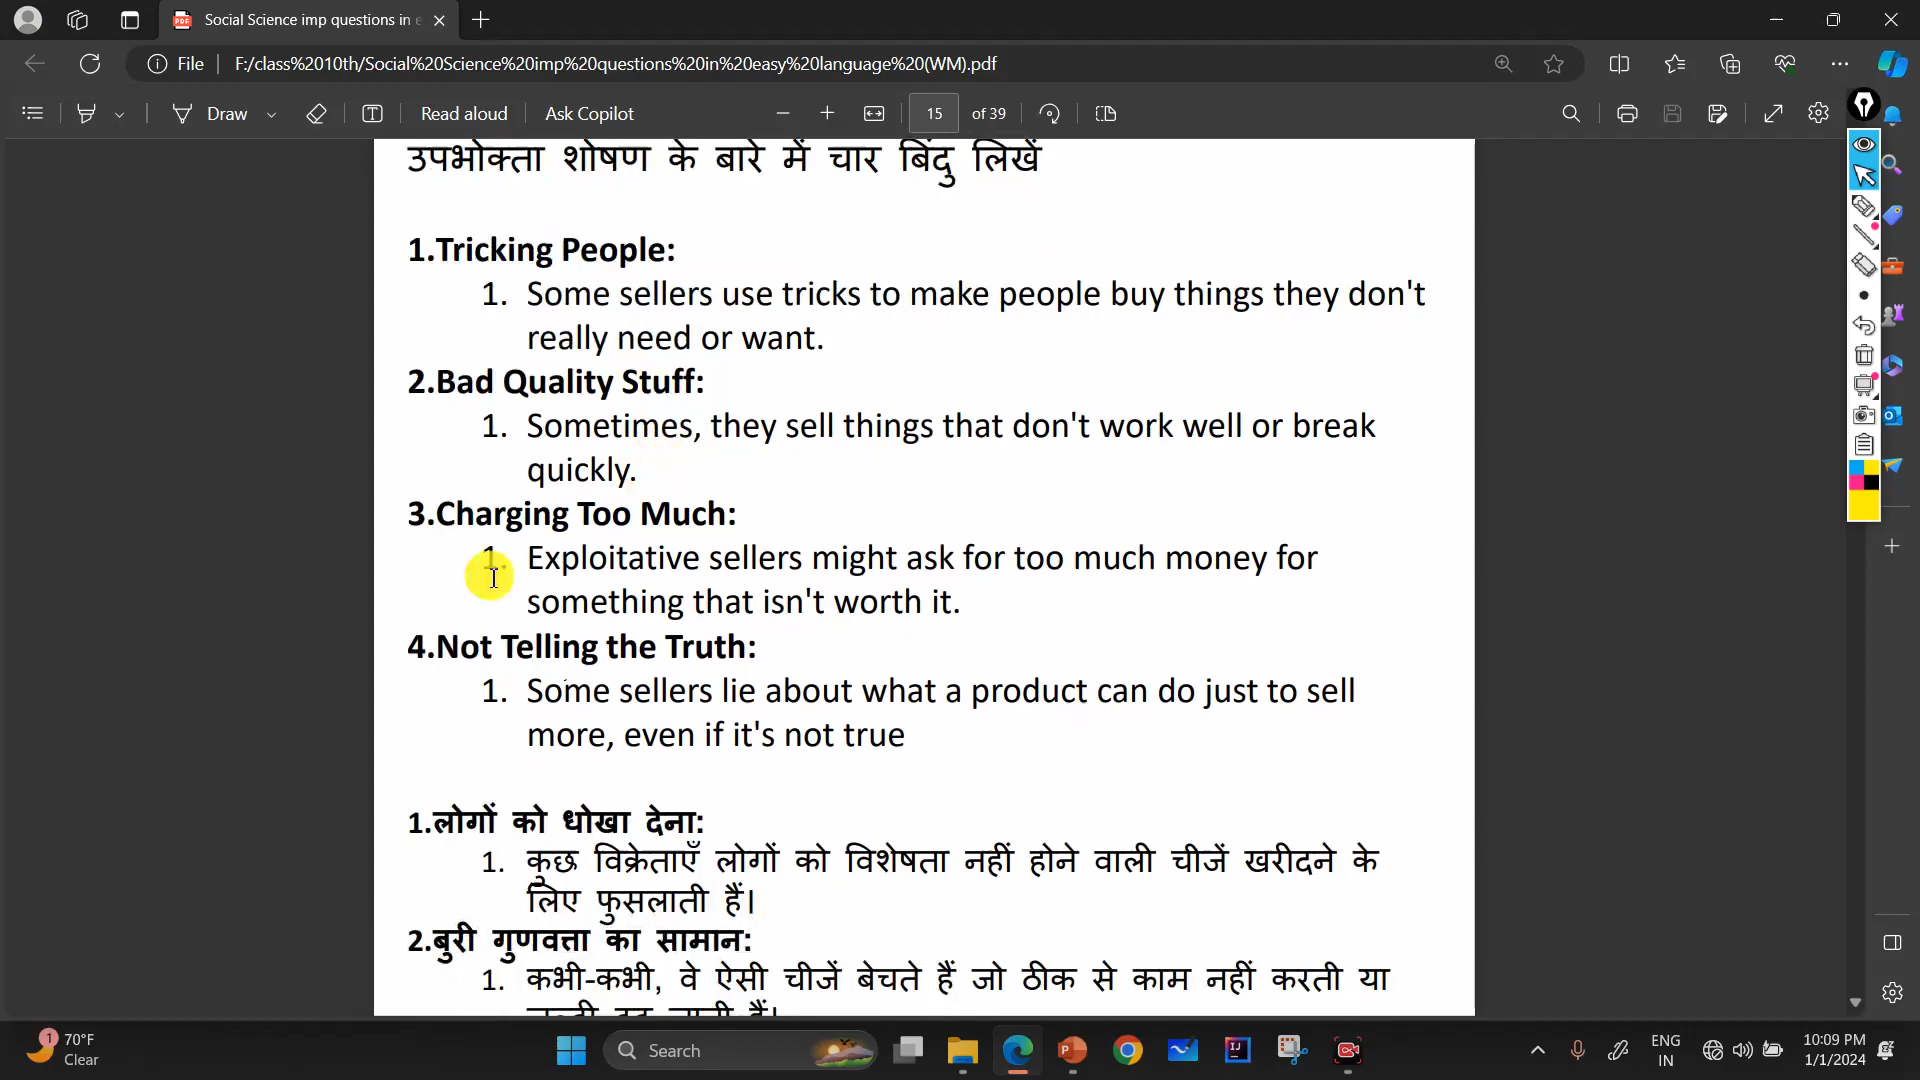 Social Science imp questions in e
File
F:/class%2010th/Social%20Science%20imp%20questions%20in%20easy%20language%20(WM).pdf
Draw
Read aloud
Ask Copilot
15
of 39
उपभोक्ता शोषण के बारे में चार बिंदु लिखें
1.Tricking People:
1. Some sellers use tricks to make people buy things they don't
really need or want.
2.Bad Quality Stuff:
1. Sometimes, they sell things that don't work well or break
quickly.
3.Charging Too Much:
1. Exploitative sellers might ask for too much money for
something that isn't worth it.
4.Not Telling the Truth:
1. Some sellers lie about what a product can do just to sell
more, even if it's not true
1.लोगों को धोखा देना:
1. कुछ विक्रेताएँ लोगों को विशेषता नहीं होने वाली चीजें खरीदने के
लिए फुसलाती हैं।
2.बुरी गुणवत्ता का सामान:
1. कभी-कभी, वे ऐसी चीजें बेचते हैं जो ठीक से काम नहीं करती या
1
70°F
Clear
Search
ENG
IN
10:09 PM
1/1/2024